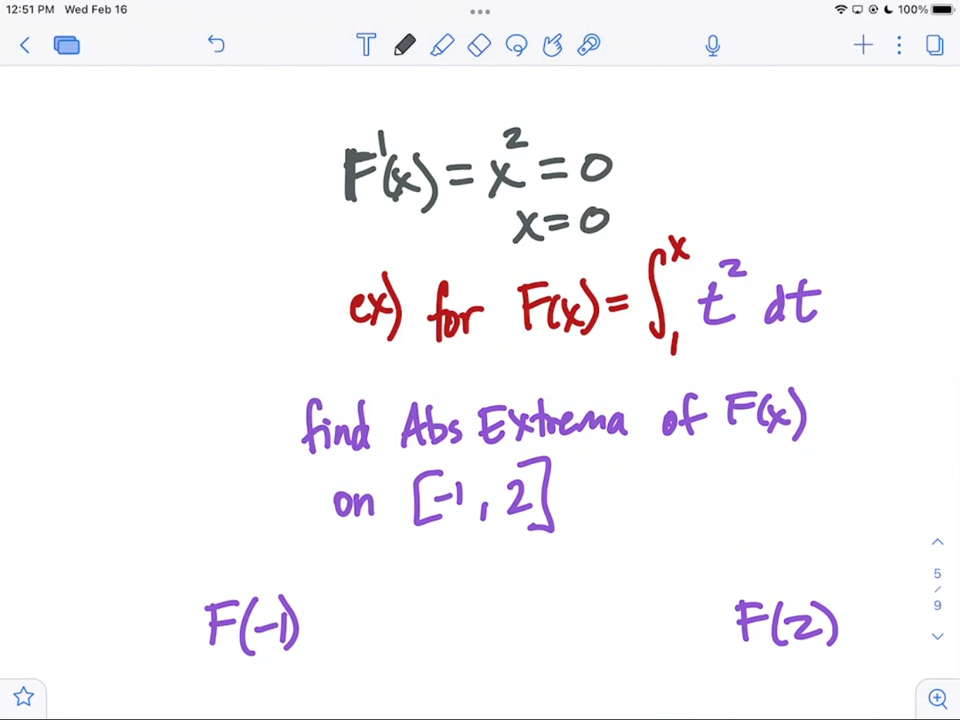 12:51 PM Wed Feb 16
100%
T
F'(x) = x² = 0
x = 0
ex) for F(x) = ∫₁ˣ t² dt
find Abs Extrema of F(x)
on [-1, 2]
5
/
9
F(-1) F(2)